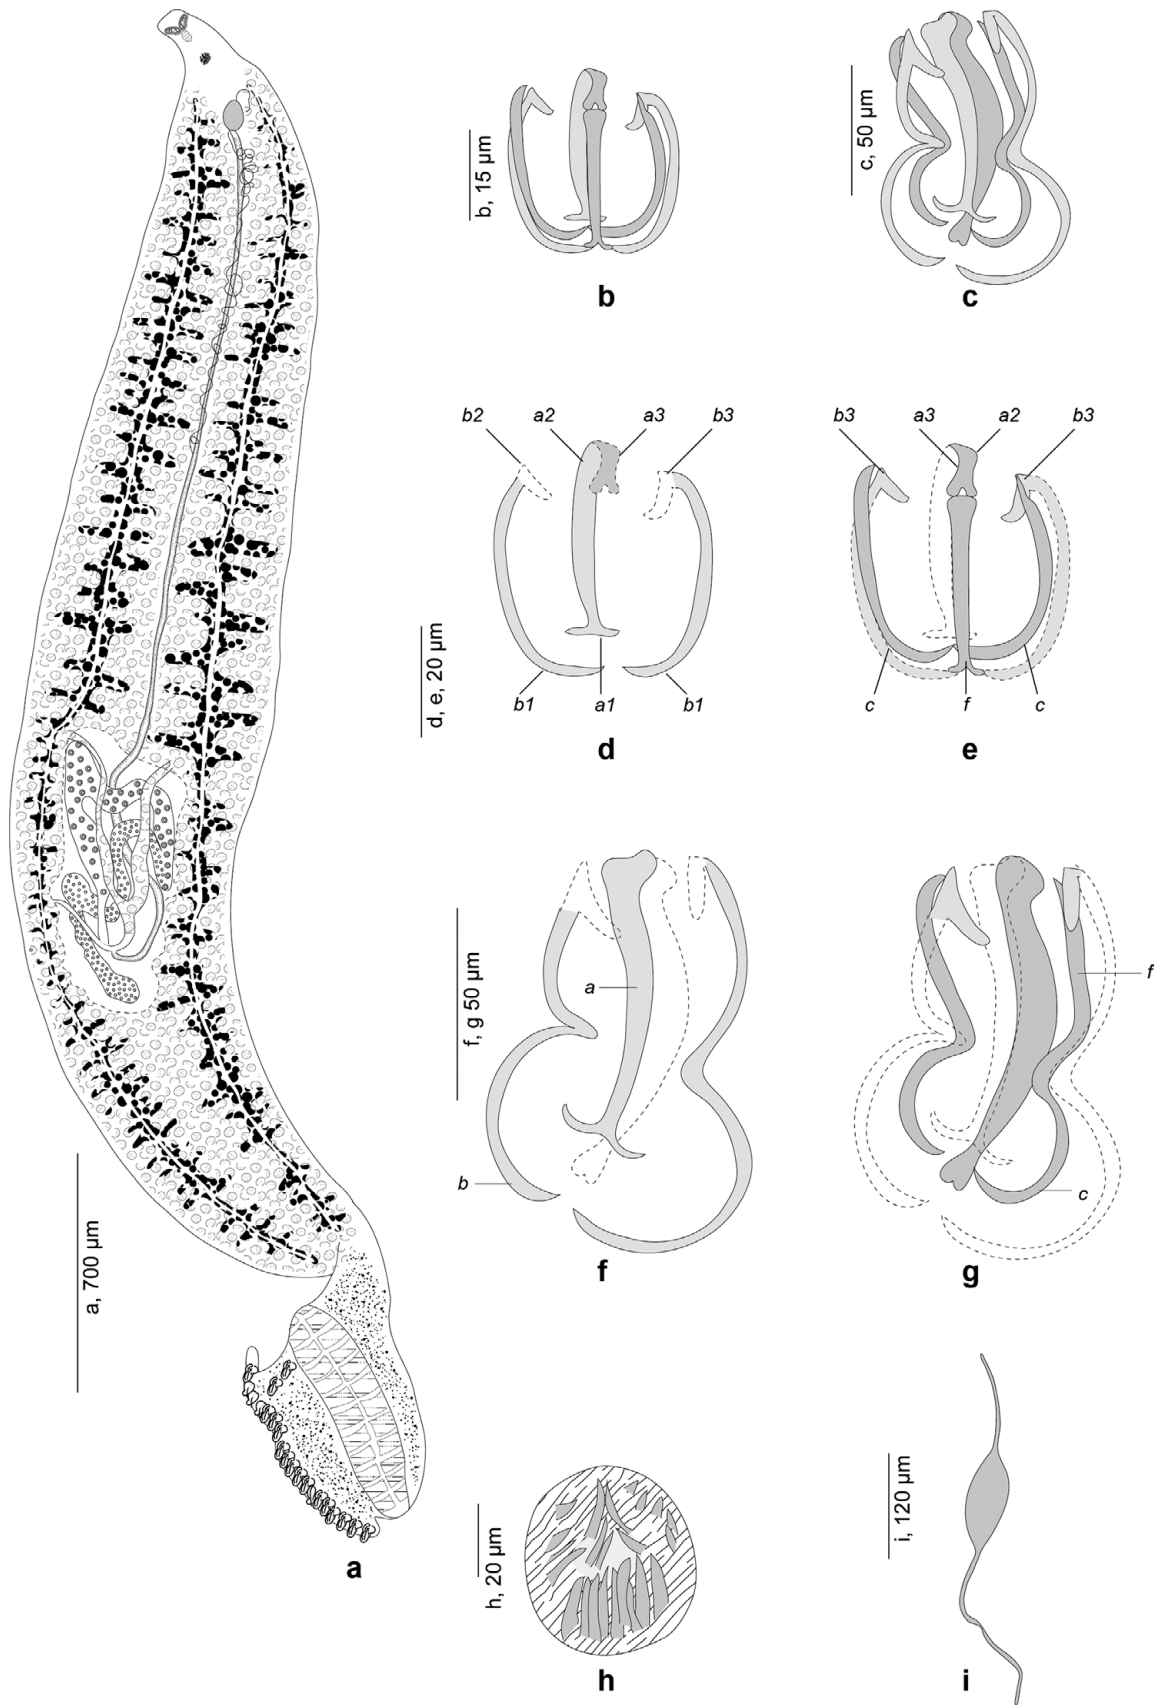 b, 15 µm
c, 50 µm
b
c
b2 a2 a3 b3
b3 a3 a2 b3
d, e, 20 µm
b1 a1 b1
c f c
d
e
f, g 50 µm
a
f
b
c
f
g
a, 700 µm
a
h, 20 µm
i, 120 µm
h
i